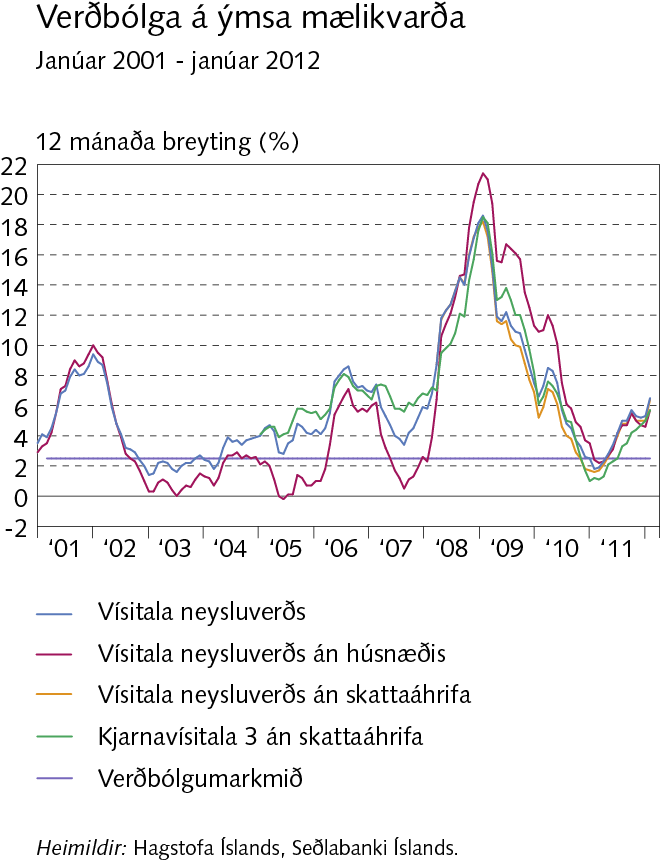 Verðbólga á ýmsa mælikvarða
Janúar 2001 - janúar 2012
12 mánaða breyting (%)
22
20
18
16
14
12
10
8
6
4
2
0
-2
‘01 ‘02 ‘03 ‘04 ‘05 ‘06 ‘07 ‘08 ‘09 ‘10 ‘11
Vísitala neysluverðs
Vísitala neysluverðs án húsnæðis
Vísitala neysluverðs án skattaáhrifa
Kjarnavísitala 3 án skattaáhrifa
Verðbólgumarkmið
Heimildir: Hagstofa Íslands, Seðlabanki Íslands.